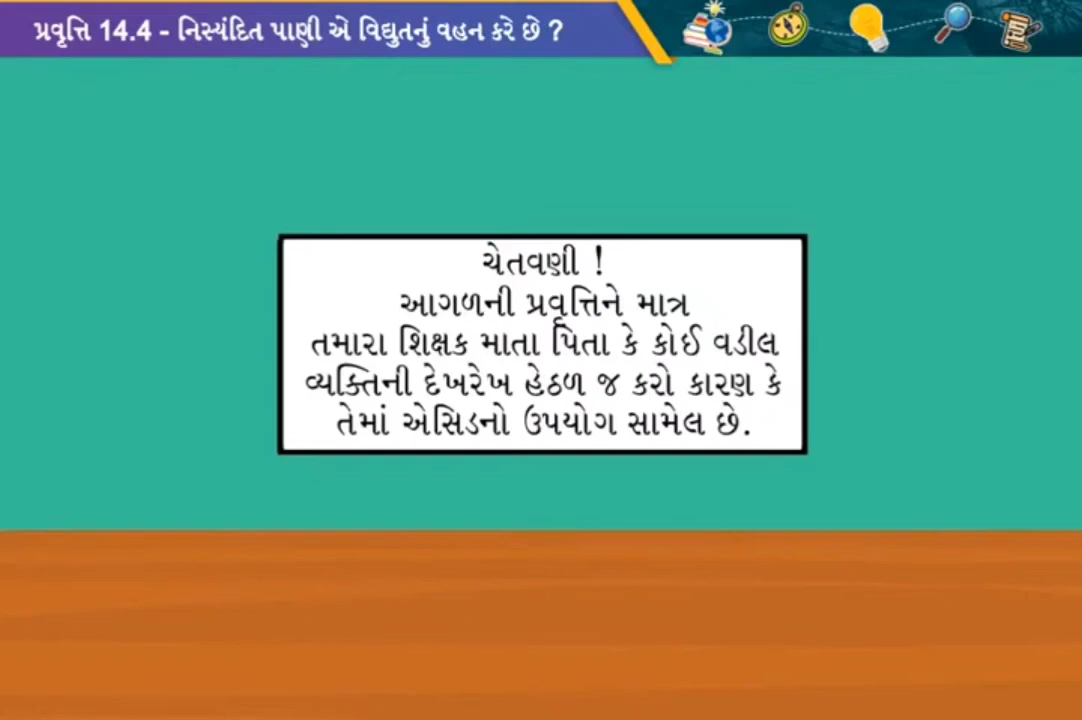 પ્રવૃત્તિ 14.4 - નિસ્યંદિત પાણી એ વિદ્યુતનું વહન કરે છે ?
ચેતવણી !
આગળની પ્રવૃત્તિને માત્ર
તમારા શિક્ષક માતા પિતા કે કોઈ વડીલ
વ્યક્તિની દેખરેખ હેઠળ જ કરો કારણ કે
તેમાં એસિડનો ઉપયોગ સામેલ છે.